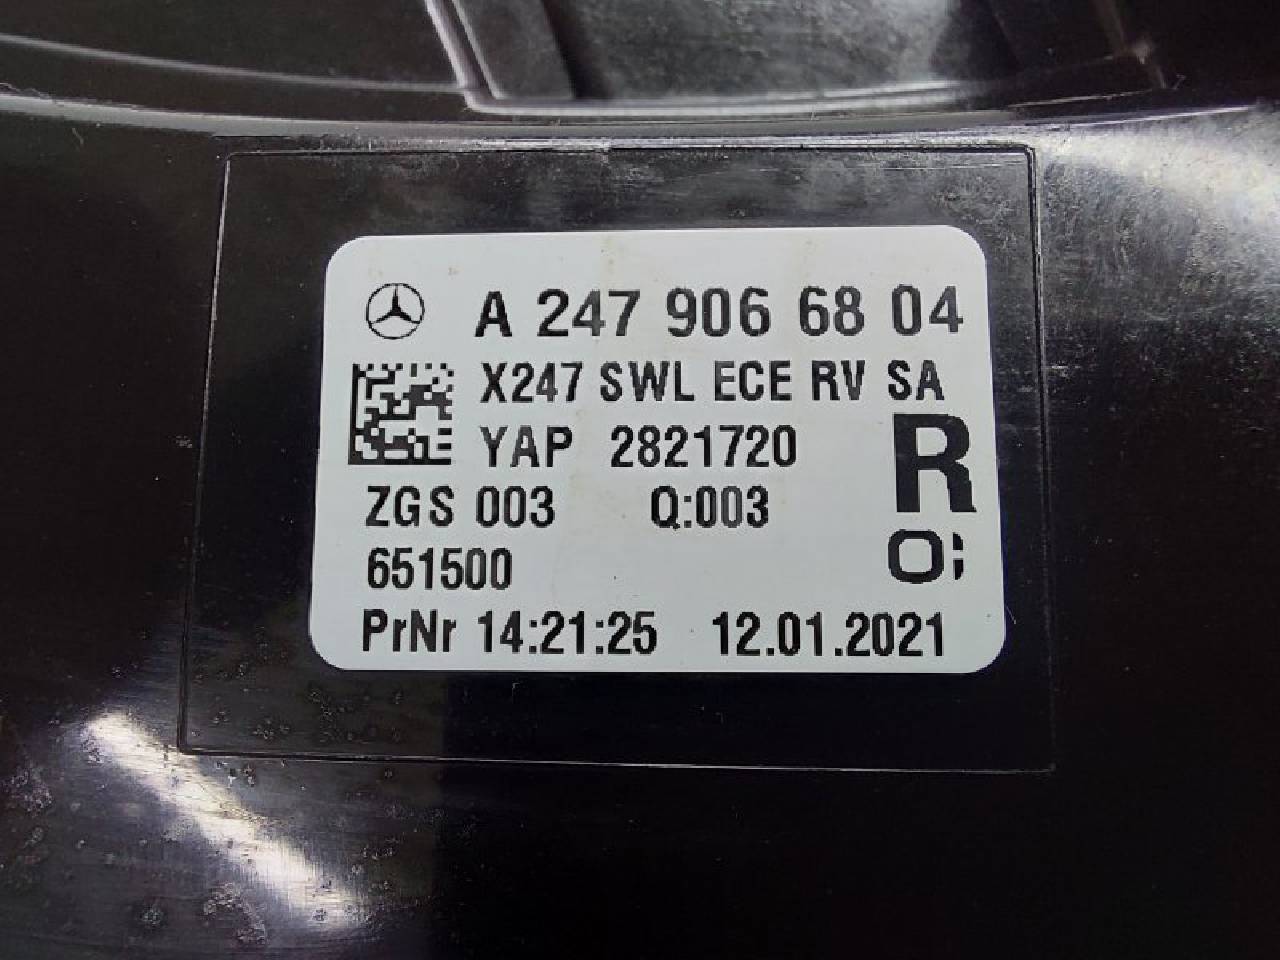 A 247 906 68 04
X247 SWL ECE RV SA
YAP 2821720
R
ZGS 003 Q:003
O;
651500
PrNr 14:21:25 12.01.2021